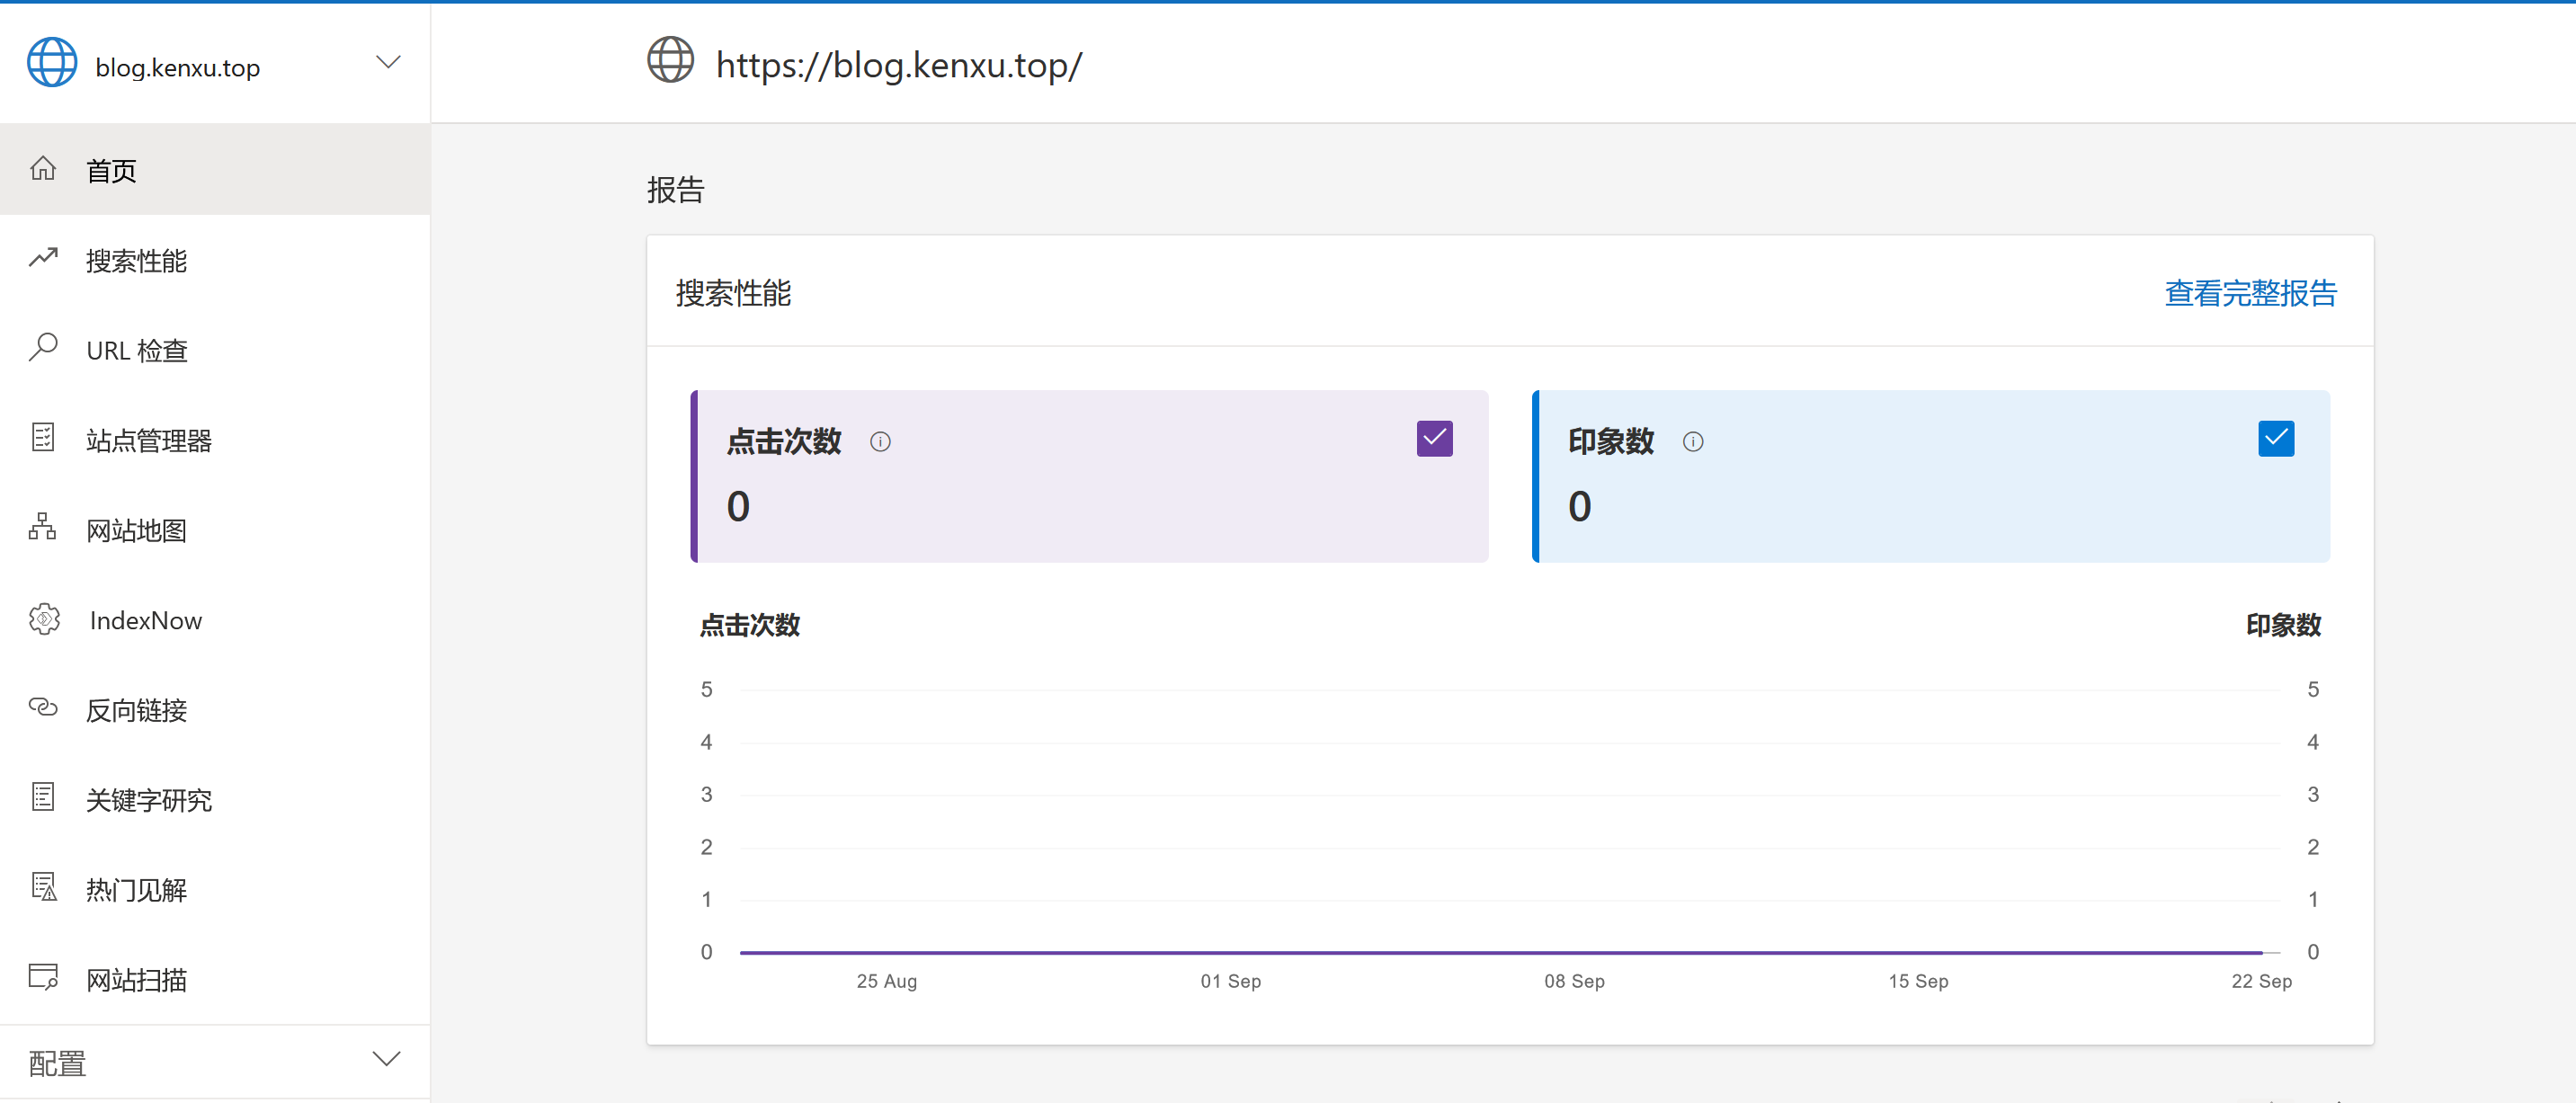 blog.kenxu.top
首页
搜索性能
URL 检查
站点管理器
网站地图
IndexNow
反向链接
关键字研究
热门见解
网站扫描
配置
https://blog.kenxu.top/
报告
搜索性能 查看完整报告
点击次数 印象数
0 0
点击次数 印象数
5 5
4 4
3 3
2 2
1 1
0 0
25 Aug 01 Sep 08 Sep 15 Sep 22 Sep